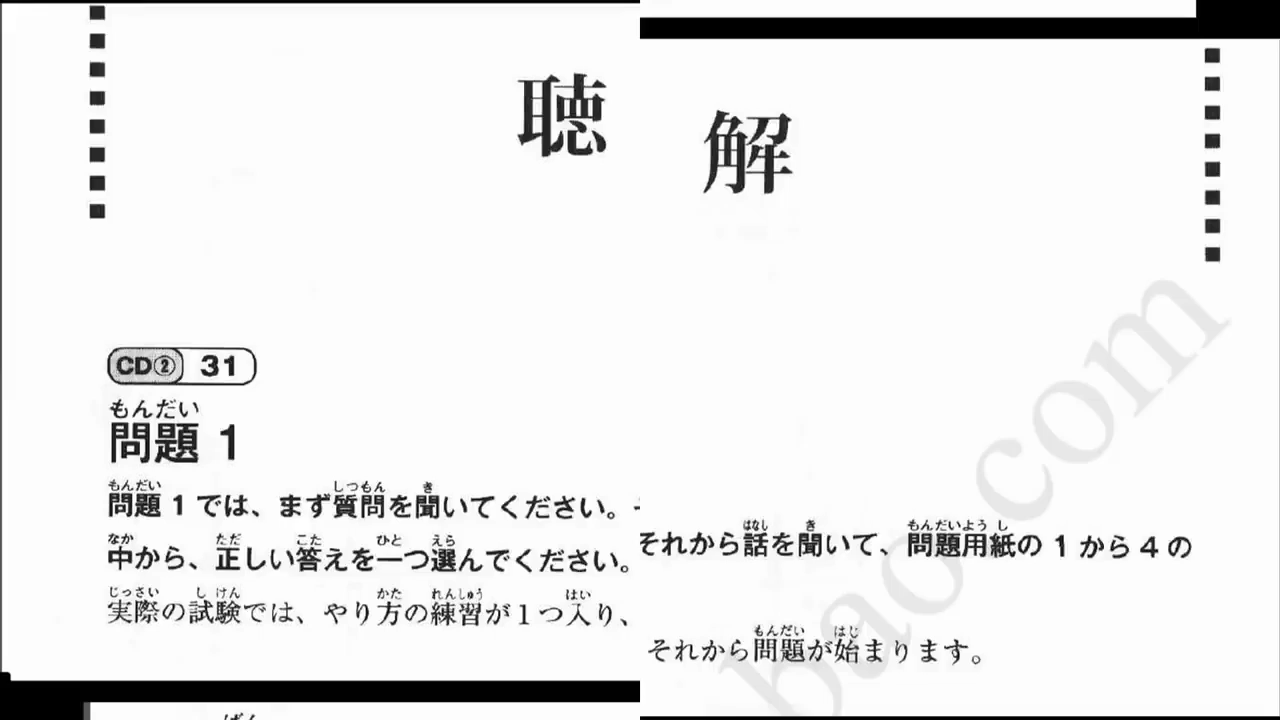 聴解
CD② 31
もんだい
問題 1
もんだい しつもん き はなし き もんだいよう し
問題 1 では、まず質問を聞いてください。それから話を聞いて、問題用紙の 1 から 4 の
なか ただ こた ひと えら
中から、正しい答えを一つ選んでください。
じっさい し けん かた れんしゅう はい もんだい はじ
実際の試験では、やり方の練習が 1 つ入り、それから問題が始まります。
bao com
げん